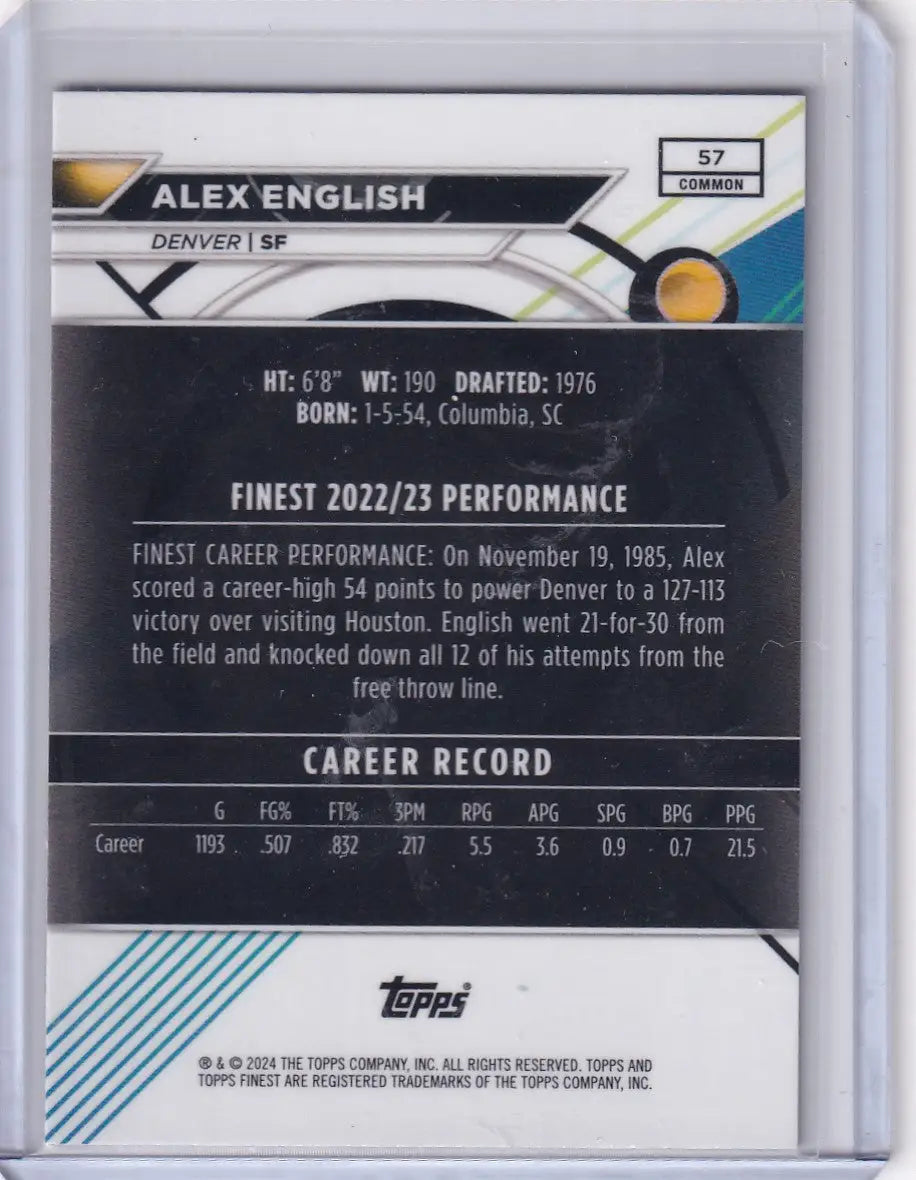 57
COMMON
ALEX ENGLISH
DENVER | SF
HT: 6'8" WT: 190 DRAFTED: 1976
BORN: 1-5-54, Columbia, SC
FINEST 2022/23 PERFORMANCE
FINEST CAREER PERFORMANCE: On November 19, 1985, Alex
scored a career-high 54 points to power Denver to a 127-113
victory over visiting Houston. English went 21-for-30 from
the field and knocked down all 12 of his attempts from the
free throw line.
CAREER RECORD
G FG% FT% 3PM RPG APG SPG BPG PPG
Career 1193 .507 .832 .217 5.5 3.6 0.9 0.7 21.5
topps®
® & © 2024 THE TOPPS COMPANY, INC. ALL RIGHTS RESERVED. TOPPS AND
TOPPS FINEST ARE REGISTERED TRADEMARKS OF THE TOPPS COMPANY, INC.